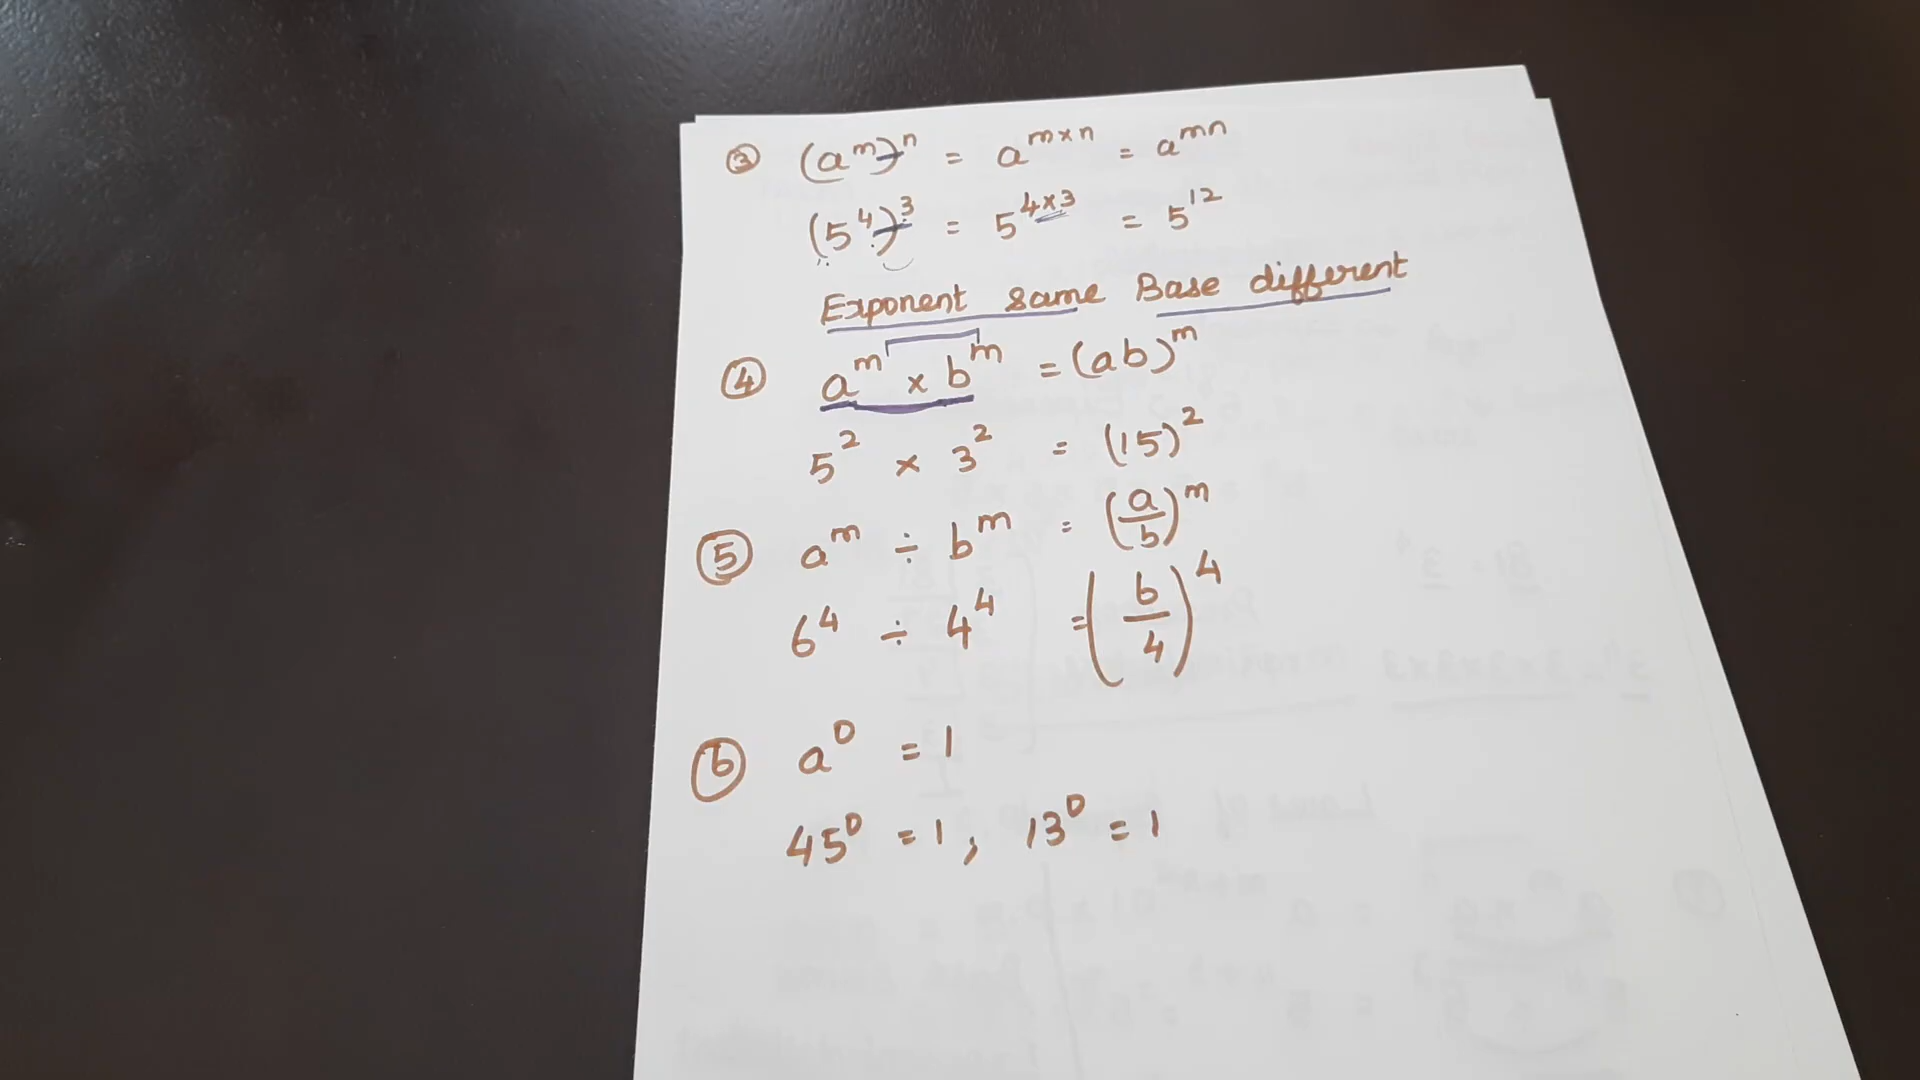 ③ (a^m)^n = a^(m×n) = a^(mn)
(5^4)^3 = 5^(4×3) = 5^12
Exponent same Base different
④ a^m × b^m = (ab)^m
5^2 × 3^2 = (15)^2
⑤ a^m ÷ b^m = (a/b)^m
6^4 ÷ 4^4 = (6/4)^4
⑥ a^0 = 1
45^0 = 1, 13^0 = 1